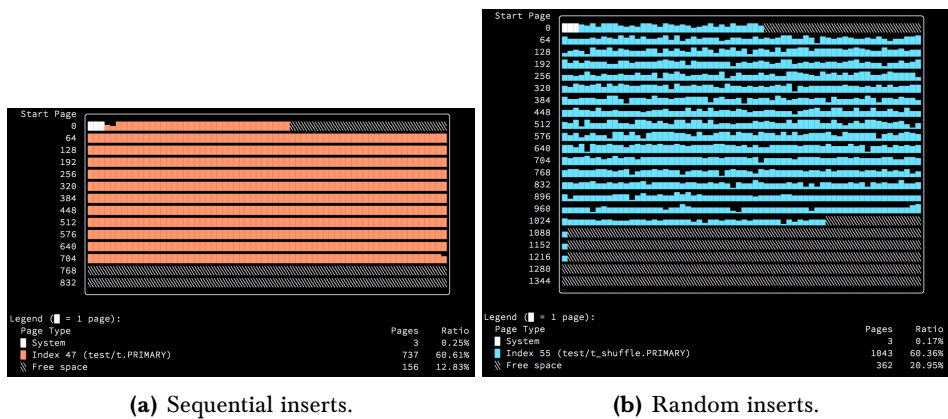 Start Page
0
64
128
192
256
320
384
448
512
576
640
704
768
832
Legend (█ = 1 page):
Page Type Pages Ratio
System 3 0.25%
Index 47 (test/t.PRIMARY) 737 60.61%
Free space 156 12.83%
(a) Sequential inserts.
Start Page
0
64
128
192
256
320
384
448
512
576
640
704
768
832
896
960
1024
1088
1152
1216
1280
1344
Legend (█ = 1 page):
Page Type Pages Ratio
System 3 0.17%
Index 55 (test/t_shuffle.PRIMARY) 1043 60.36%
Free space 362 20.95%
(b) Random inserts.